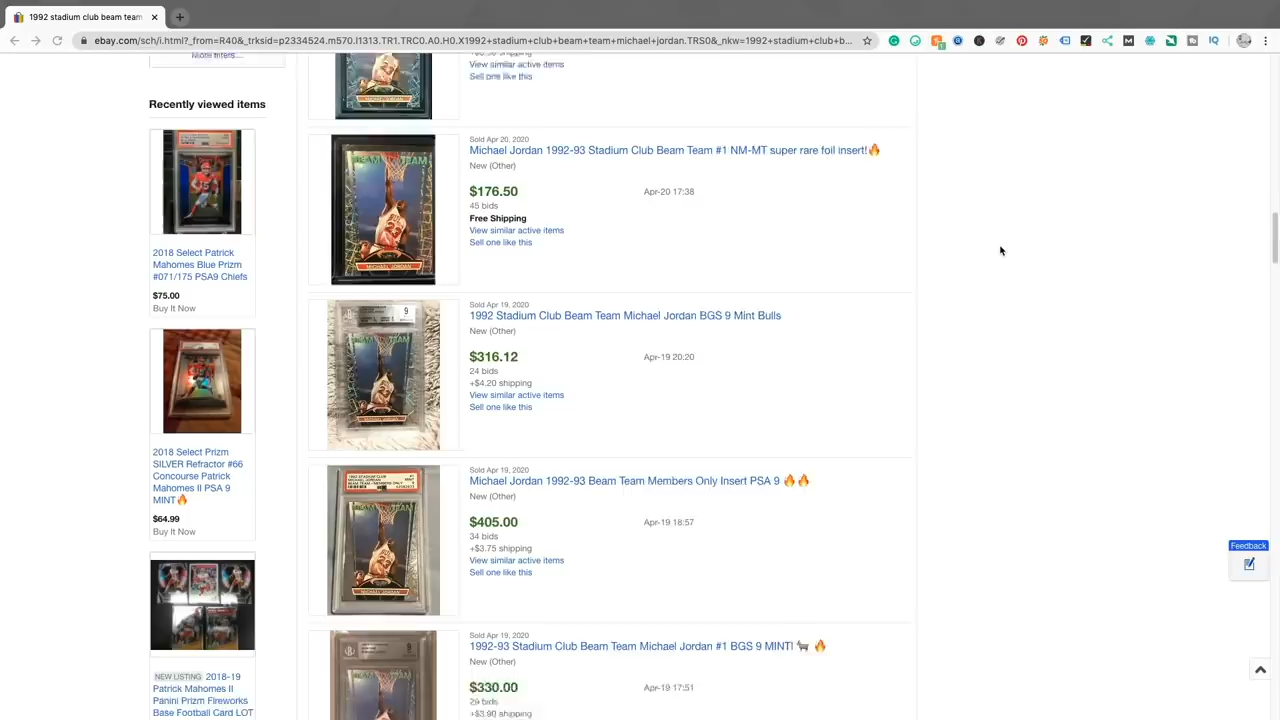 1992 stadium club beam team
ebay.com/sch/i.html?_from=R40&_trksid=p2334524.m570.l1313.TR1.TRC0.A0.H0.X1992+stadium+club+beam+team+michael+jordan.TRS0&_nkw=1992+stadium+club+b...
More filters...
Recently viewed items
2018 Select Patrick
Mahomes Blue Prizm
#071/175 PSA9 Chiefs
$75.00
Buy It Now
2018 Select Prizm
SILVER Refractor #66
Concourse Patrick
Mahomes II PSA 9
MINT🔥
$64.99
Buy It Now
NEW LISTING 2018-19
Patrick Mahomes II
Panini Prizm Fireworks
Base Football Card LOT
View similar active items
Sell one like this
Sold Apr 20, 2020
Michael Jordan 1992-93 Stadium Club Beam Team #1 NM-MT super rare foil insert!🔥
New (Other)
$176.50 Apr-20 17:38
45 bids
Free Shipping
View similar active items
Sell one like this
BEAM TEAM
MICHAEL JORDAN
Sold Apr 19, 2020
1992 Stadium Club Beam Team Michael Jordan BGS 9 Mint Bulls
New (Other)
$316.12 Apr-19 20:20
24 bids
+$4.20 shipping
View similar active items
Sell one like this
9
Sold Apr 19, 2020
Michael Jordan 1992-93 Beam Team Members Only Insert PSA 9 🔥🔥
New (Other)
$405.00 Apr-19 18:57
34 bids
+$3.75 shipping
View similar active items
Sell one like this
MICHAEL JORDAN
Sold Apr 19, 2020
1992-93 Stadium Club Beam Team Michael Jordan #1 BGS 9 MINT! 🐐 🔥
New (Other)
$330.00 Apr-19 17:51
+$3.90 shipping
Feedback